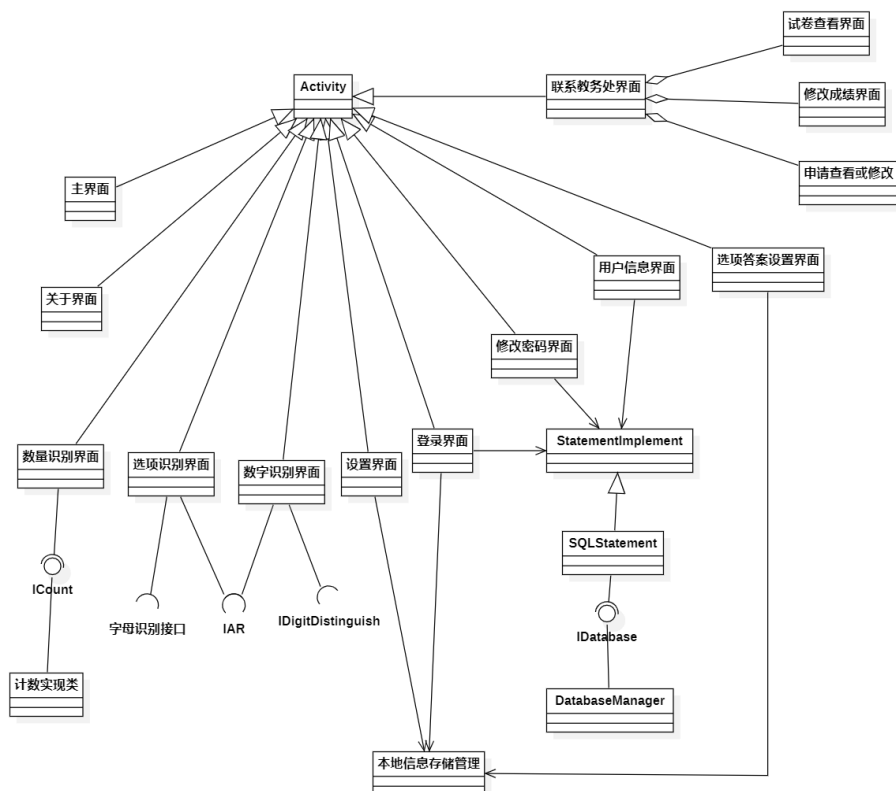 试卷查看界面
Activity
联系教务处界面
修改成绩界面
申请查看或修改
主界面
用户信息界面
选项答案设置界面
关于界面
修改密码界面
数量识别界面
选项识别界面
数字识别界面
设置界面
登录界面
StatementImplement
SQLStatement
ICount
字母识别接口
IAR
IDigitDistinguish
IDatabase
计数实现类
DatabaseManager
本地信息存储管理